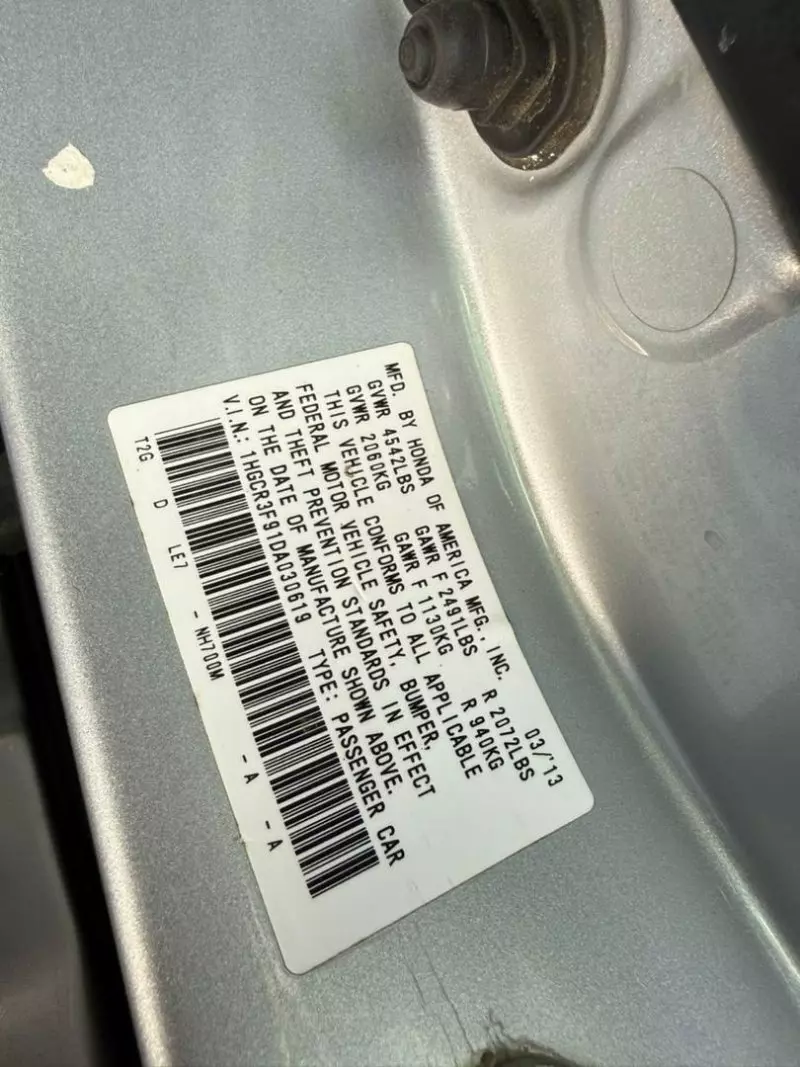 MFD. BY HONDA OF AMERICA MFG., INC. 03/'13
GVWR 4542LBS GAWR F 2491LBS R 2072LBS
GVWR 2060KG GAWR F 1130KG R 940KG
THIS VEHICLE CONFORMS TO ALL APPLICABLE
FEDERAL MOTOR VEHICLE SAFETY, BUMPER,
AND THEFT PREVENTION STANDARDS IN EFFECT
ON THE DATE OF MANUFACTURE SHOWN ABOVE.
V.I.N.: 1HGCR3F91DA030619 TYPE: PASSENGER CAR
T2G D LE7 - NH700M - A - A